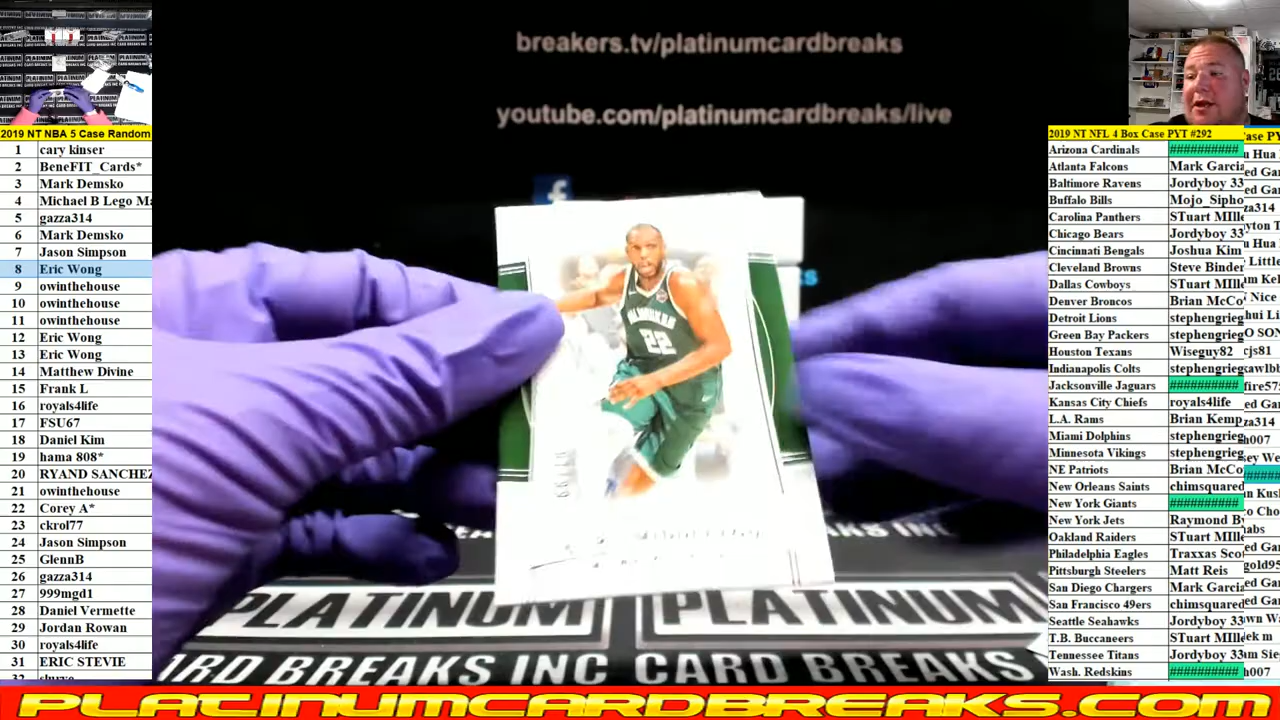 breakers.tv/platinumcardbreaks
youtube.com/platinumcardbreaks/live
2019 NT NBA 5 Case Random
1 cary kinser
2 BeneFIT_Cards*
3 Mark Demsko
4 Michael B Lego Ma
5 gazza314
6 Mark Demsko
7 Jason Simpson
8 Eric Wong
9 owinthehouse
10 owinthehouse
11 owinthehouse
12 Eric Wong
13 Eric Wong
14 Matthew Divine
15 Frank L
16 royals4life
17 FSU67
18 Daniel Kim
19 hama 808*
20 RYAND SANCHEZ
21 owinthehouse
22 Corey A*
23 ckrol77
24 Jason Simpson
25 GlennB
26 gazza314
27 999mgd1
28 Daniel Vermette
29 Jordan Rowan
30 royals4life
31 ERIC STEVIE
MILWAUKEE
22
2019 NT NFL 4 Box Case PYT #292
Arizona Cardinals ##########
Atlanta Falcons Mark Garcia
Baltimore Ravens Jordyboy 33
Buffalo Bills Mojo_Sipho
Carolina Panthers STuart MIlle
Chicago Bears Jordyboy 33
Cincinnati Bengals Joshua Kim
Cleveland Browns Steve Binder
Dallas Cowboys STuart MIlle
Denver Broncos Brian McCo
Detroit Lions stephengrieg
Green Bay Packers stephengrieg
Houston Texans Wiseguy82
Indianapolis Colts stephengrieg
Jacksonville Jaguars ##########
Kansas City Chiefs royals4life
L.A. Rams Brian Kemp
Miami Dolphins stephengrieg
Minnesota Vikings stephengrieg
NE Patriots Brian McCo
New Orleans Saints chimsquared
New York Giants ##########
New York Jets Raymond By
Oakland Raiders STuart MIlle
Philadelphia Eagles Traxxas Sco
Pittsburgh Steelers Matt Reis
San Diego Chargers Mark Garcia
San Francisco 49ers chimsquared
Seattle Seahawks Jordyboy 33
T.B. Buccaneers STuart MIlle
Tennessee Titans Jordyboy 33
Wash. Redskins ##########
PLATINUM PLATINUM
ARD BREAKS INC CARD BREAKS INC
PLATINUMCARDBREAKS.COM